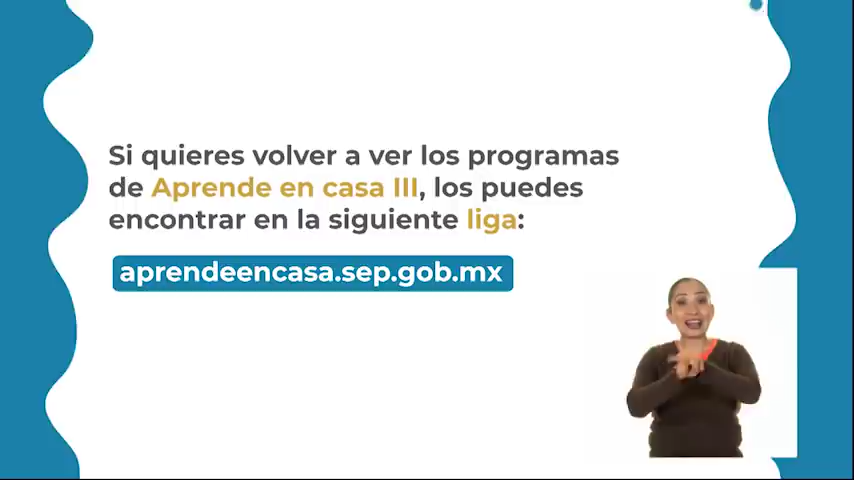 Si quieres volver a ver los programas
de Aprende en casa III, los puedes
encontrar en la siguiente liga:
aprendeencasa.sep.gob.mx